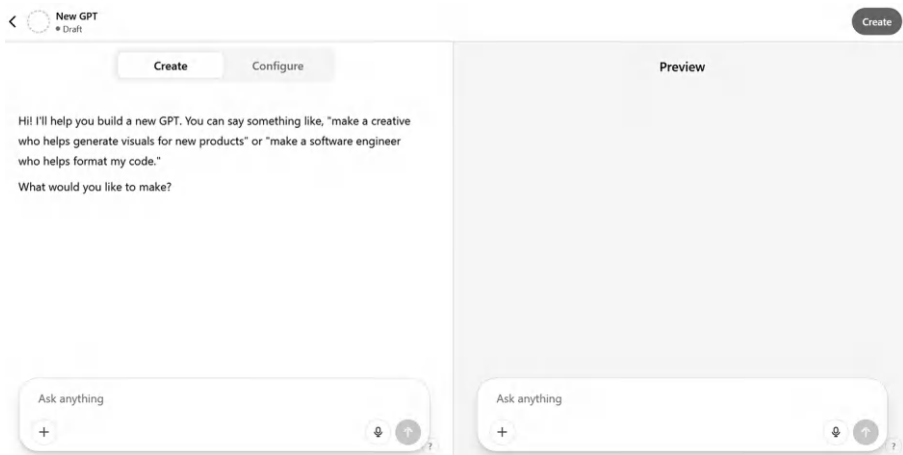 New GPT
Draft
Create
Create
Configure
Preview
Hi! I'll help you build a new GPT. You can say something like, "make a creative
who helps generate visuals for new products" or "make a software engineer
who helps format my code."
What would you like to make?
Ask anything
Ask anything
?
?